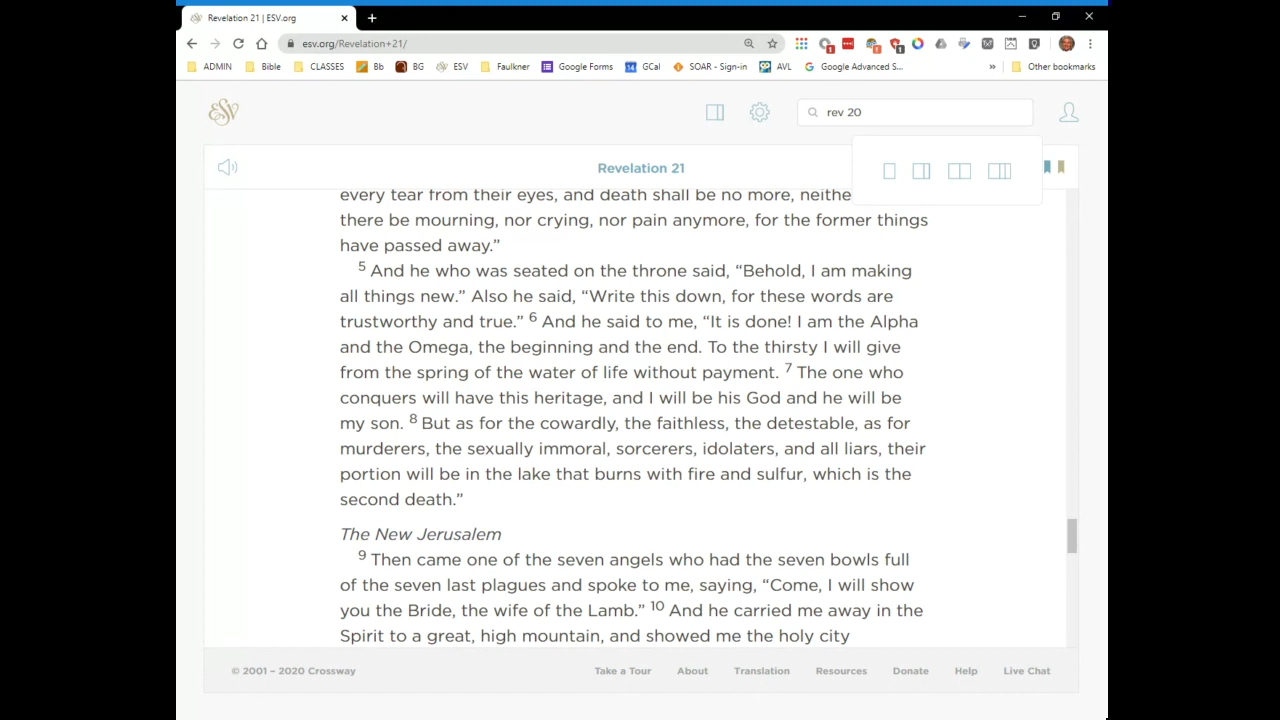 Revelation 21 | ESV.org
esv.org/Revelation+21/
ADMIN Bible CLASSES Bb BG ESV Faulkner Google Forms GCal SOAR - Sign-in AVL Google Advanced S... » Other bookmarks
ESV rev 20
Revelation 21
every tear from their eyes, and death shall be no more, neithe
there be mourning, nor crying, nor pain anymore, for the former things
have passed away.”
5 And he who was seated on the throne said, “Behold, I am making
all things new.” Also he said, “Write this down, for these words are
trustworthy and true.” 6 And he said to me, “It is done! I am the Alpha
and the Omega, the beginning and the end. To the thirsty I will give
from the spring of the water of life without payment. 7 The one who
conquers will have this heritage, and I will be his God and he will be
my son. 8 But as for the cowardly, the faithless, the detestable, as for
murderers, the sexually immoral, sorcerers, idolaters, and all liars, their
portion will be in the lake that burns with fire and sulfur, which is the
second death.”
The New Jerusalem
9 Then came one of the seven angels who had the seven bowls full
of the seven last plagues and spoke to me, saying, “Come, I will show
you the Bride, the wife of the Lamb.” 10 And he carried me away in the
Spirit to a great, high mountain, and showed me the holy city
© 2001 – 2020 Crossway Take a Tour About Translation Resources Donate Help Live Chat